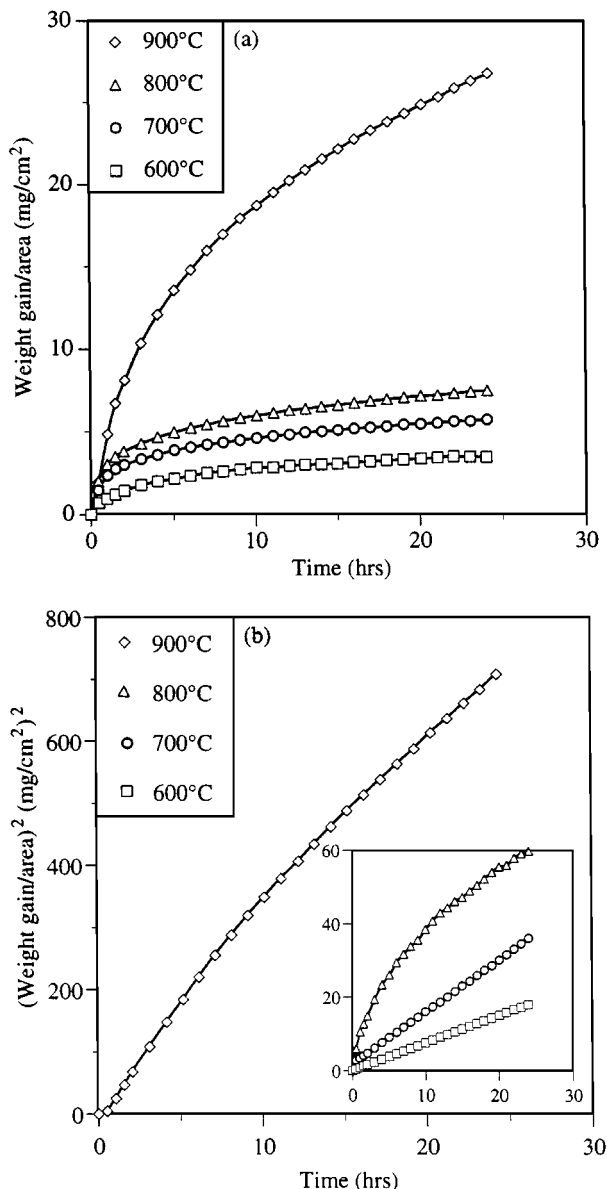 (a)
900°C
800°C
700°C
600°C
Weight gain/area (mg/cm²)
30
20
10
0
0 10 20 30
Time (hrs)
(b)
900°C
800°C
700°C
600°C
(Weight gain/area)² (mg/cm²)²
800
600
400
200
0
60
40
20
0
0 10 20 30
0 10 20 30
Time (hrs)